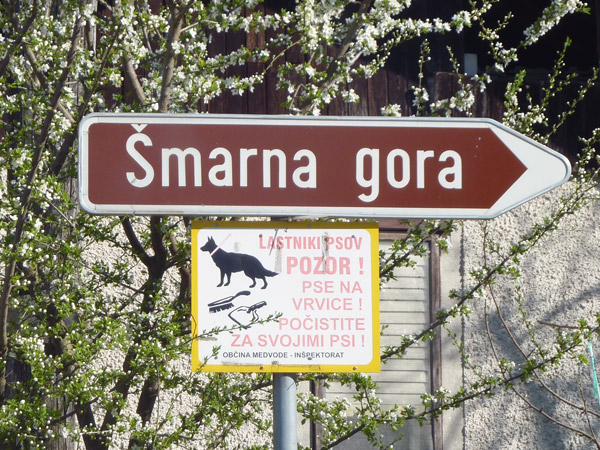 Šmarna gora
LASTNIKI PSOV
POZOR !
PSE NA
VRVICE !
POČISTITE
ZA SVOJIMI PSI !
OBČINA MEDVODE - INŠPEKTORAT